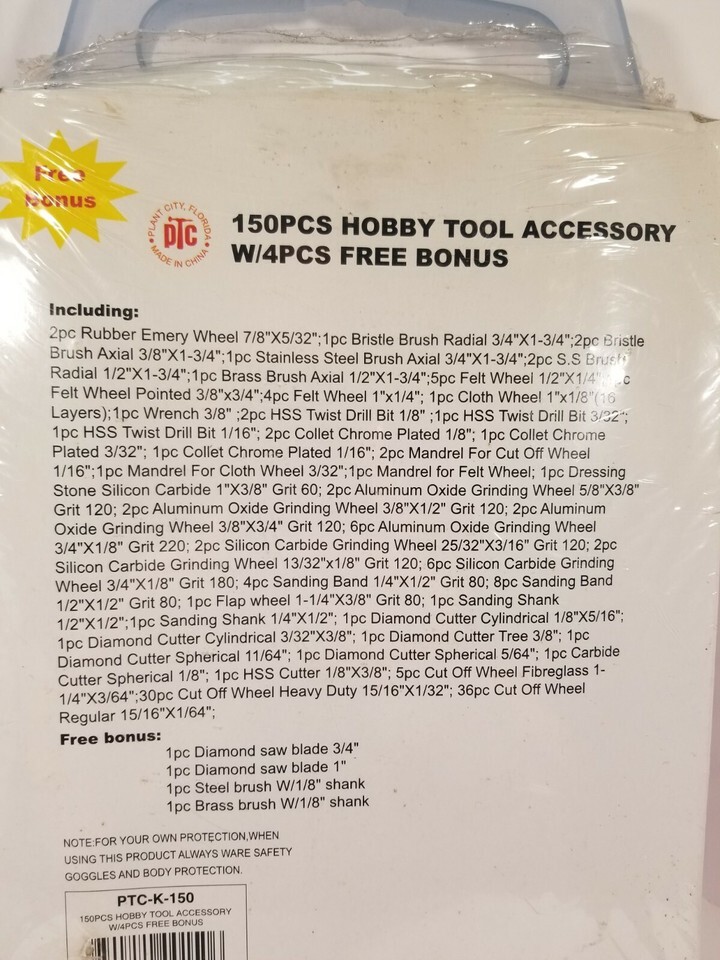 Free
Bonus
PLANT CITY, FLORIDA
PTC
MADE IN CHINA
150PCS HOBBY TOOL ACCESSORY
W/4PCS FREE BONUS
Including:
2pc Rubber Emery Wheel 7/8"X5/32";1pc Bristle Brush Radial 3/4"X1-3/4";2pc Bristle
Brush Axial 3/8"X1-3/4";1pc Stainless Steel Brush Axial 3/4"X1-3/4";2pc S.S Brush
Radial 1/2"X1-3/4";1pc Brass Brush Axial 1/2"X1-3/4";5pc Felt Wheel 1/2"X1/4"
Felt Wheel Pointed 3/8"x3/4";4pc Felt Wheel 1"x1/4"; 1pc Cloth Wheel 1"x1/8"(16
Layers);1pc Wrench 3/8" ;2pc HSS Twist Drill Bit 1/8" ;1pc HSS Twist Drill Bit 3/32";
1pc HSS Twist Drill Bit 1/16"; 2pc Collet Chrome Plated 1/8"; 1pc Collet Chrome
Plated 3/32"; 1pc Collet Chrome Plated 1/16"; 2pc Mandrel For Cut Off Wheel
1/16";1pc Mandrel For Cloth Wheel 3/32";1pc Mandrel for Felt Wheel; 1pc Dressing
Stone Silicon Carbide 1"X3/8" Grit 60; 2pc Aluminum Oxide Grinding Wheel 5/8"X3/8"
Grit 120; 2pc Aluminum Oxide Grinding Wheel 3/8"X1/2" Grit 120; 2pc Aluminum
Oxide Grinding Wheel 3/8"X3/4" Grit 120; 6pc Aluminum Oxide Grinding Wheel
3/4"X1/8" Grit 220; 2pc Silicon Carbide Grinding Wheel 25/32"X3/16" Grit 120; 2pc
Silicon Carbide Grinding Wheel 13/32"x1/8" Grit 120; 6pc Silicon Carbide Grinding
Wheel 3/4"X1/8" Grit 180; 4pc Sanding Band 1/4"X1/2" Grit 80; 8pc Sanding Band
1/2"X1/2" Grit 80; 1pc Flap wheel 1-1/4"X3/8" Grit 80; 1pc Sanding Shank
1/2"X1/2";1pc Sanding Shank 1/4"X1/2"; 1pc Diamond Cutter Cylindrical 1/8"X5/16";
1pc Diamond Cutter Cylindrical 3/32"X3/8"; 1pc Diamond Cutter Tree 3/8"; 1pc
Diamond Cutter Spherical 11/64"; 1pc Diamond Cutter Spherical 5/64"; 1pc Carbide
Cutter Spherical 1/8"; 1pc HSS Cutter 1/8"X3/8"; 5pc Cut Off Wheel Fibreglass 1-
1/4"X3/64";30pc Cut Off Wheel Heavy Duty 15/16"X1/32"; 36pc Cut Off Wheel
Regular 15/16"X1/64";
Free bonus:
1pc Diamond saw blade 3/4"
1pc Diamond saw blade 1"
1pc Steel brush W/1/8" shank
1pc Brass brush W/1/8" shank
NOTE:FOR YOUR OWN PROTECTION,WHEN
USING THIS PRODUCT ALWAYS WARE SAFETY
GOGGLES AND BODY PROTECTION.
PTC-K-150
150PCS HOBBY TOOL ACCESSORY
W/4PCS FREE BONUS